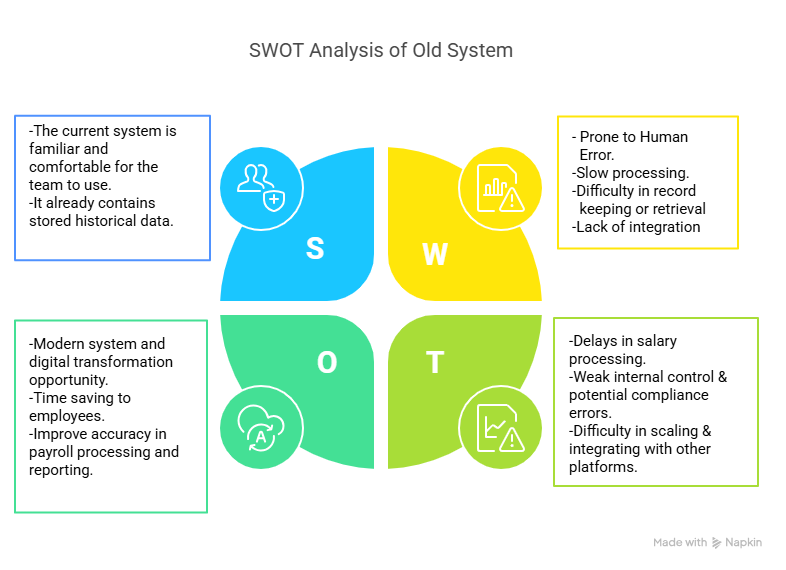 SWOT Analysis of Old System
-The current system is
familiar and
comfortable for the
team to use.
-It already contains
stored historical data.
S
W
- Prone to Human
Error.
-Slow processing.
-Difficulty in record
keeping or retrieval
-Lack of integration
-Modern system and
digital transformation
opportunity.
-Time saving to
employees.
-Improve accuracy in
payroll processing and
reporting.
O
A
T
-Delays in salary
processing.
-Weak internal control &
potential compliance
errors.
-Difficulty in scaling &
integrating with other
platforms.
Made with Napkin